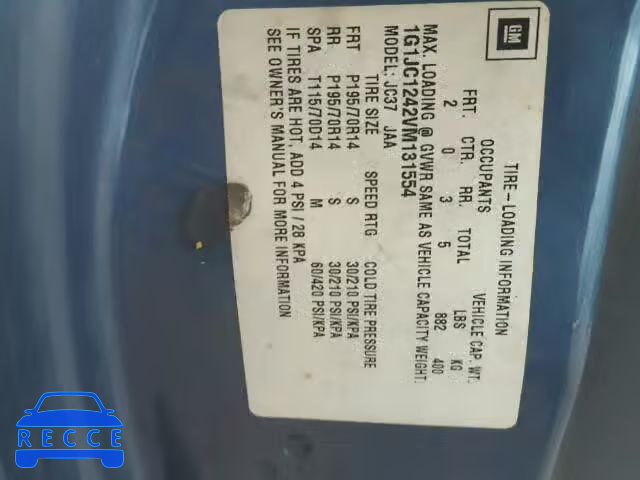 GM
TIRE-LOADING INFORMATION
OCCUPANTS VEHICLE CAP. WT.
FRT. CTR. RR. TOTAL LBS KG
2 0 3 5 882 400
MAX. LOADING @ GVWR SAME AS VEHICLE CAPACITY WEIGHT.
1G1JC1242VM131554
MODEL: JC37 JAA
TIRE SIZE SPEED RTG COLD TIRE PRESSURE
FRT P195/70R14 S 30/210 PSI/KPA
RR P195/70R14 S 30/210 PSI/KPA
SPA T115/70D14 M 60/420 PSI/KPA
IF TIRES ARE HOT, ADD 4 PSI / 28 KPA
SEE OWNER'S MANUAL FOR MORE INFORMATION
RECCE